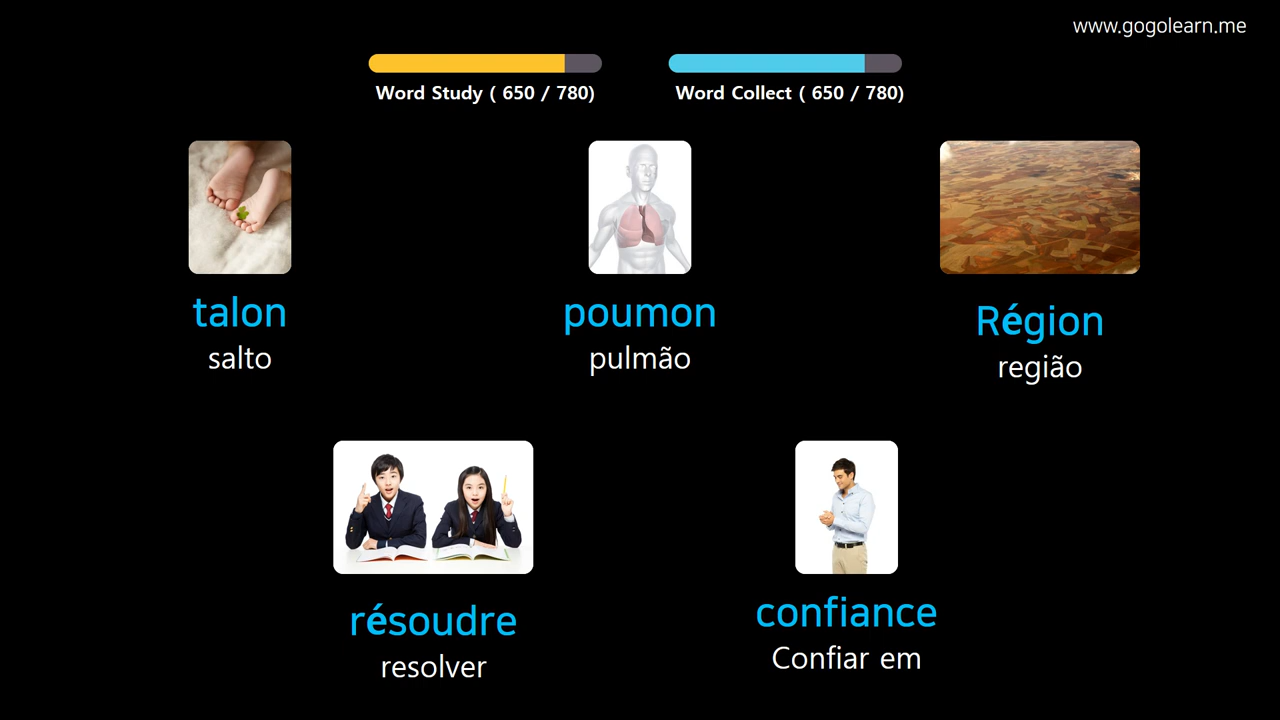 www.gogolearn.me
Word Study ( 650 / 780)
Word Collect ( 650 / 780)
talon
salto
poumon
pulmão
Région
região
résoudre
resolver
confiance
Confiar em